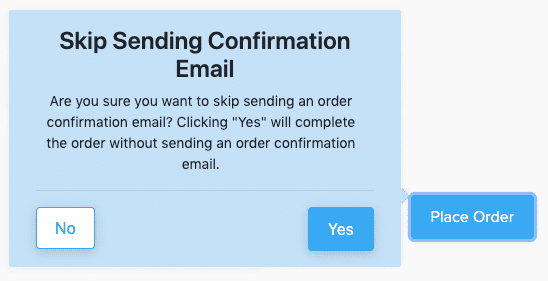 Skip Sending Confirmation
Email
Are you sure you want to skip sending an order
confirmation email? Clicking "Yes" will complete
the order without sending an order confirmation
email.
No
Yes
Place Order